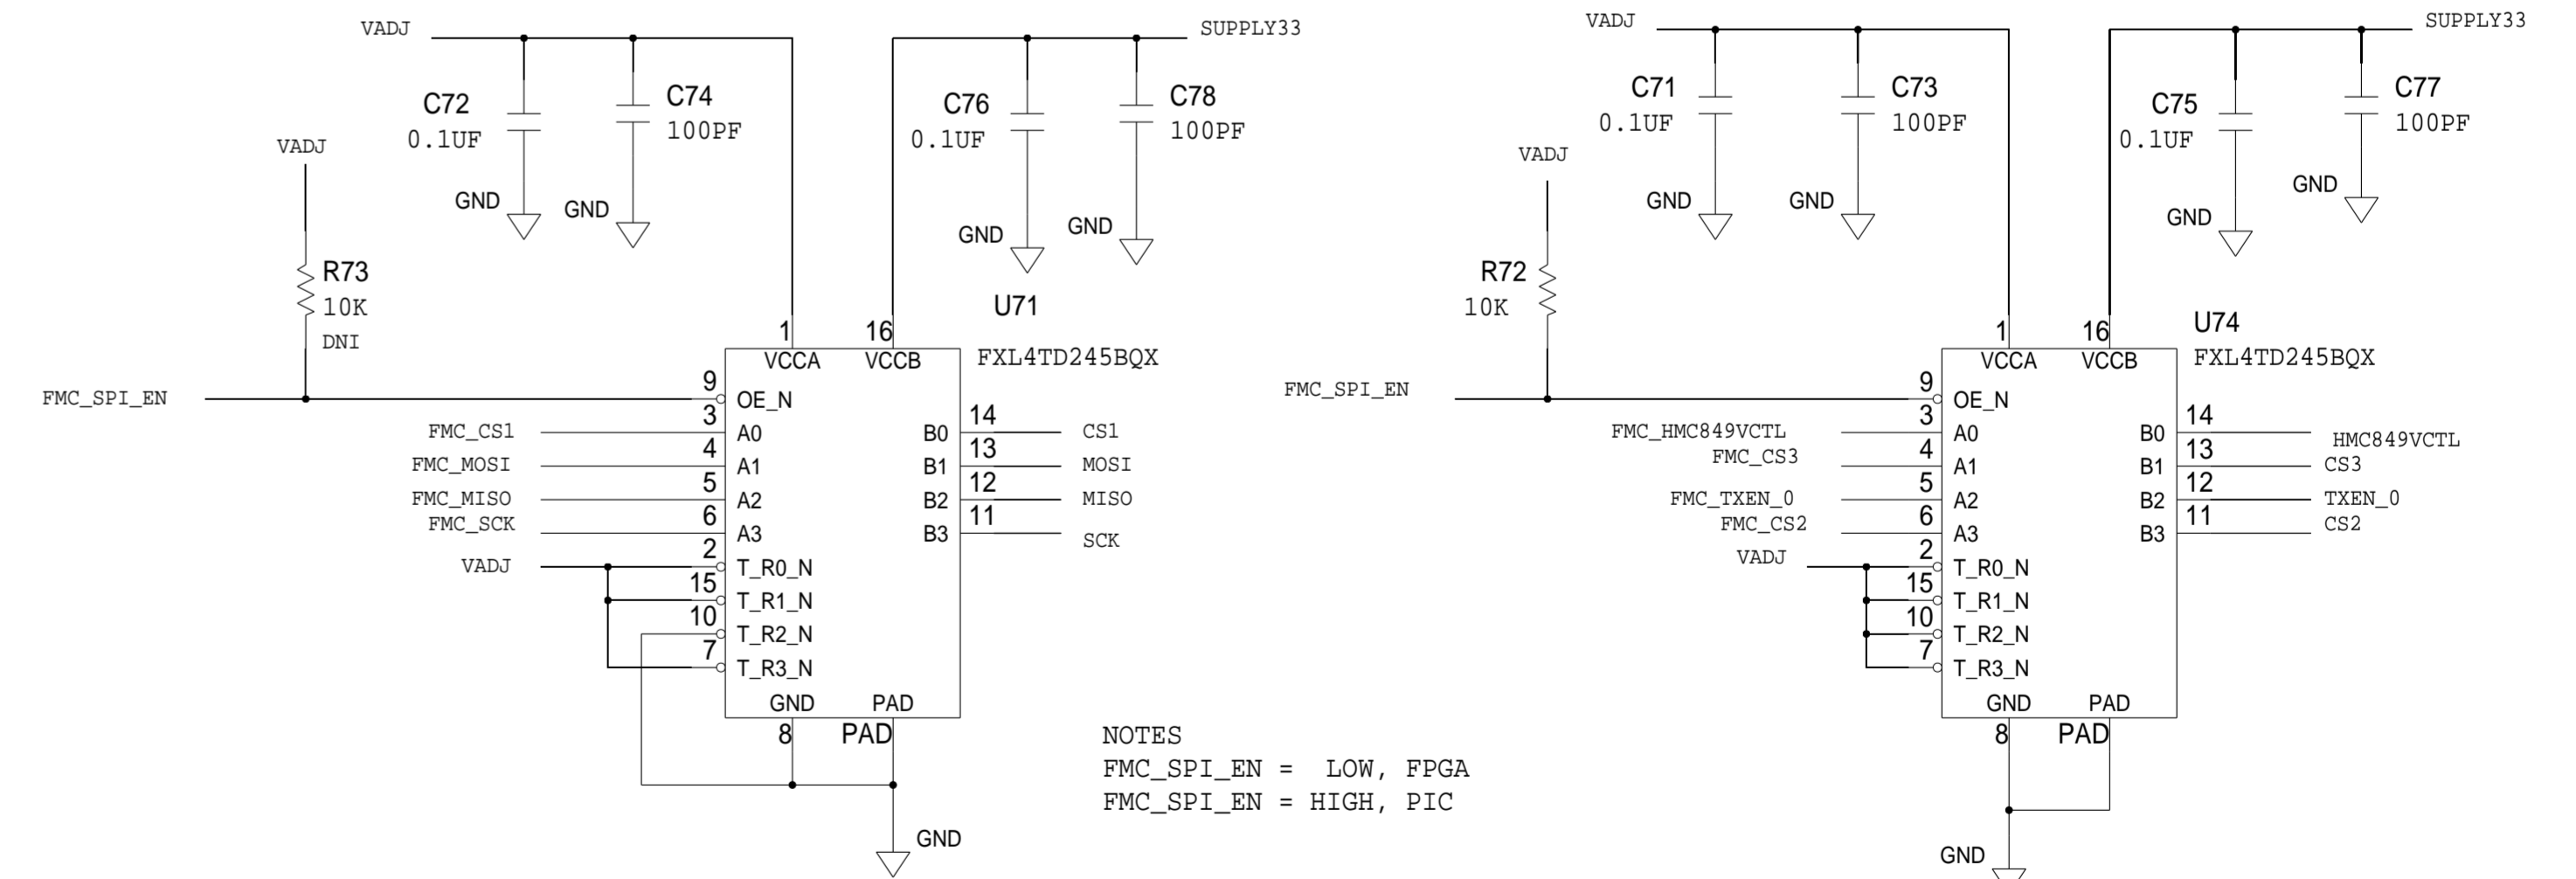 VADJ
SUPPLY33
C72
0.1UF
C74
100PF
C76
0.1UF
C78
100PF
VADJ
GND
GND
GND
GND
R73
10K
DNI
U71
1
16
VCCA
VCCB
FXL4TD245BQX
FMC_SPI_EN
9
OE_N
FMC_CS1
3
A0
B0
14
CS1
FMC_MOSI
4
A1
B1
13
MOSI
FMC_MISO
5
A2
B2
12
MISO
FMC_SCK
6
A3
B3
11
SCK
VADJ
2
T_R0_N
15
T_R1_N
10
T_R2_N
7
T_R3_N
GND
PAD
8
PAD
GND
NOTES
FMC_SPI_EN = LOW, FPGA
FMC_SPI_EN = HIGH, PIC
VADJ
SUPPLY33
C71
0.1UF
C73
100PF
C75
0.1UF
C77
100PF
VADJ
GND
GND
GND
GND
R72
10K
U74
1
16
VCCA
VCCB
FXL4TD245BQX
FMC_SPI_EN
9
OE_N
FMC_HMC849VCTL
3
A0
B0
14
HMC849VCTL
FMC_CS3
4
A1
B1
13
CS3
FMC_TXEN_0
5
A2
B2
12
TXEN_0
FMC_CS2
6
A3
B3
11
CS2
VADJ
2
T_R0_N
15
T_R1_N
10
T_R2_N
7
T_R3_N
GND
PAD
8
PAD
GND